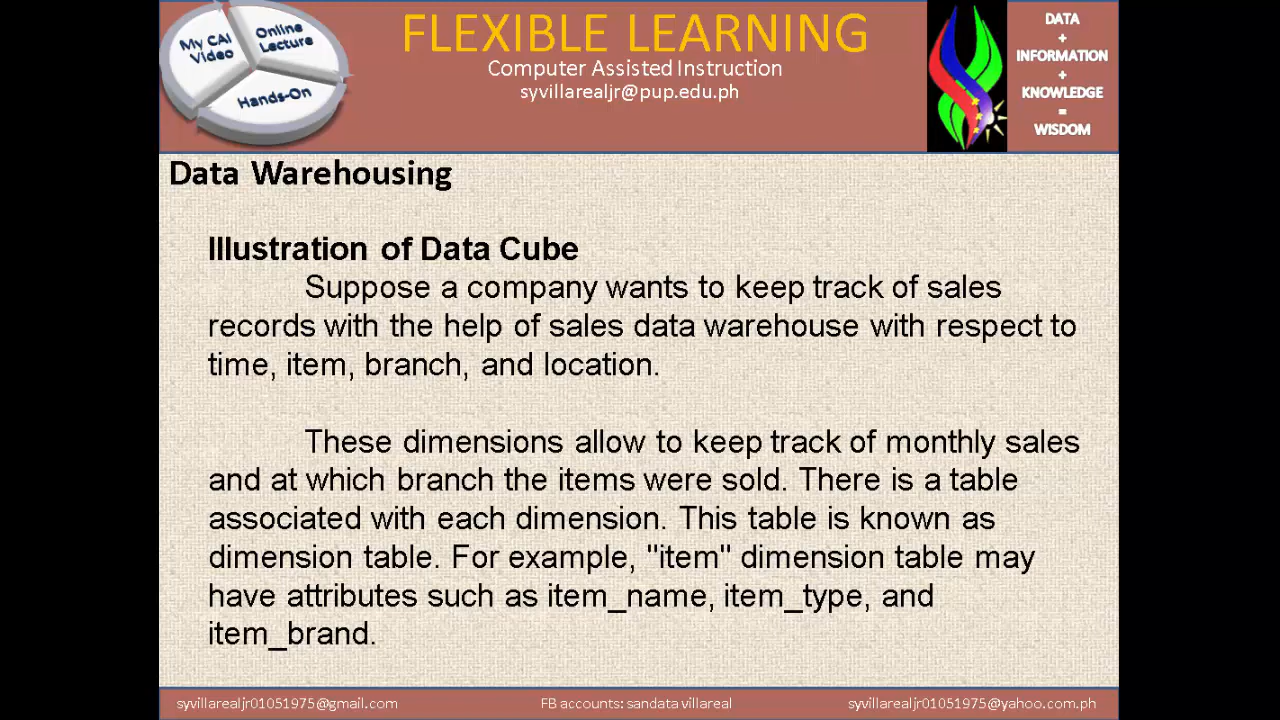 My CAI
Video
Online
Lecture
Hands-On
FLEXIBLE LEARNING
Computer Assisted Instruction
syvillarealjr@pup.edu.ph
DATA
+
INFORMATION
+
KNOWLEDGE
=
WISDOM
Data Warehousing
Illustration of Data Cube
Suppose a company wants to keep track of sales
records with the help of sales data warehouse with respect to
time, item, branch, and location.
These dimensions allow to keep track of monthly sales
and at which branch the items were sold. There is a table
associated with each dimension. This table is known as
dimension table. For example, "item" dimension table may
have attributes such as item_name, item_type, and
item_brand.
syvillarealjr01051975@gmail.com
FB accounts: sandata villareal
syvillarealjr01051975@yahoo.com.ph